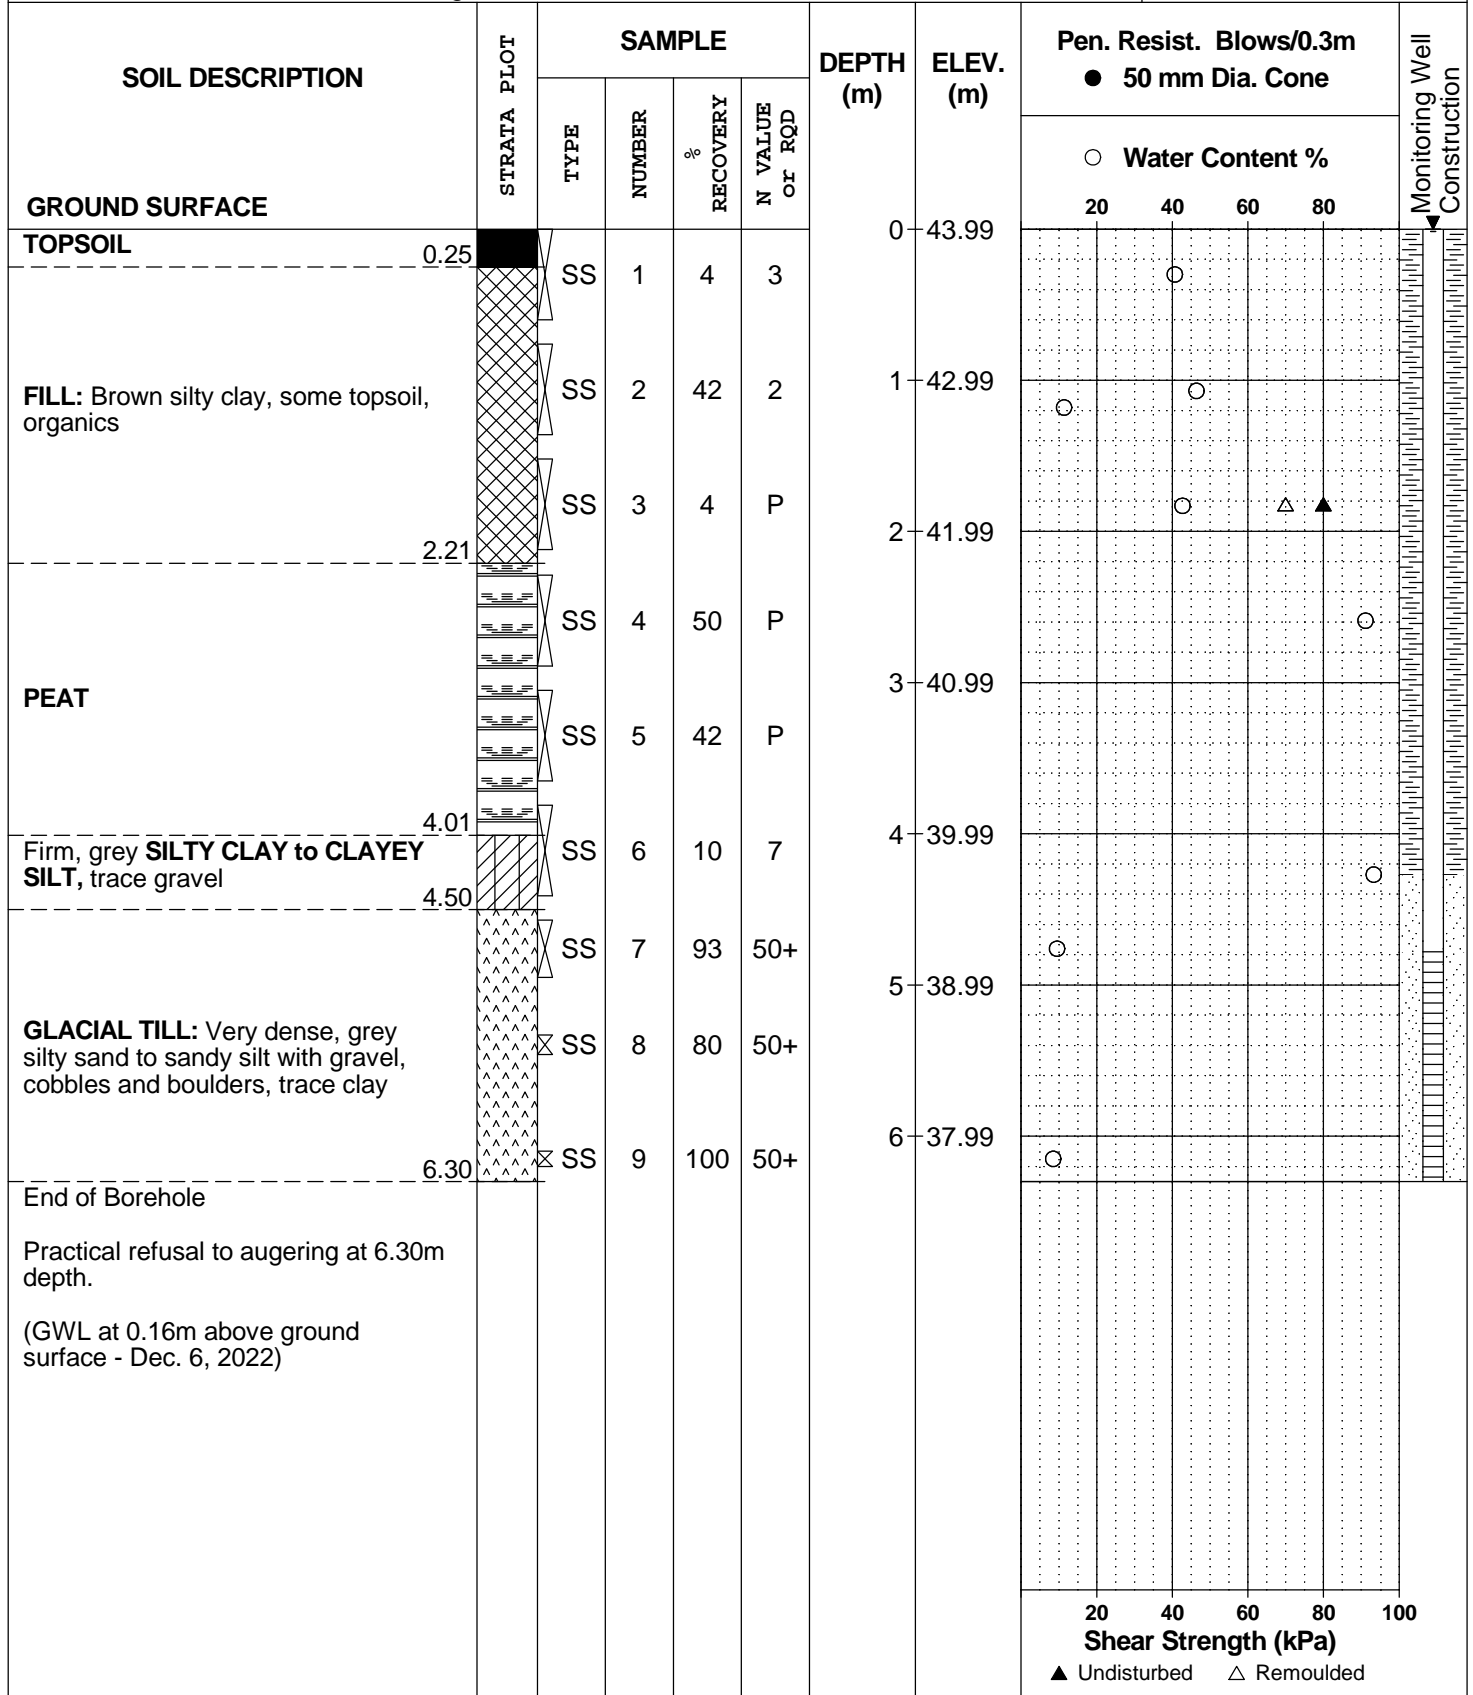 SOIL DESCRIPTION
GROUND SURFACE
STRATA PLOT
SAMPLE
TYPE
NUMBER
%
RECOVERY
N VALUE
or RQD
DEPTH
(m)
ELEV.
(m)
Pen. Resist. Blows/0.3m
● 50 mm Dia. Cone
○ Water Content %
20 40 60 80
Monitoring Well
Construction
TOPSOIL
0.25
FILL: Brown silty clay, some topsoil,
organics
2.21
PEAT
4.01
Firm, grey SILTY CLAY to CLAYEY
SILT, trace gravel
4.50
GLACIAL TILL: Very dense, grey
silty sand to sandy silt with gravel,
cobbles and boulders, trace clay
6.30
End of Borehole
Practical refusal to augering at 6.30m
depth.
(GWL at 0.16m above ground
surface - Dec. 6, 2022)
SS 1 4 3
SS 2 42 2
SS 3 4 P
SS 4 50 P
SS 5 42 P
SS 6 10 7
SS 7 93 50+
SS 8 80 50+
SS 9 100 50+
0 43.99
1 42.99
2 41.99
3 40.99
4 39.99
5 38.99
6 37.99
20 40 60 80 100
Shear Strength (kPa)
▲ Undisturbed △ Remoulded